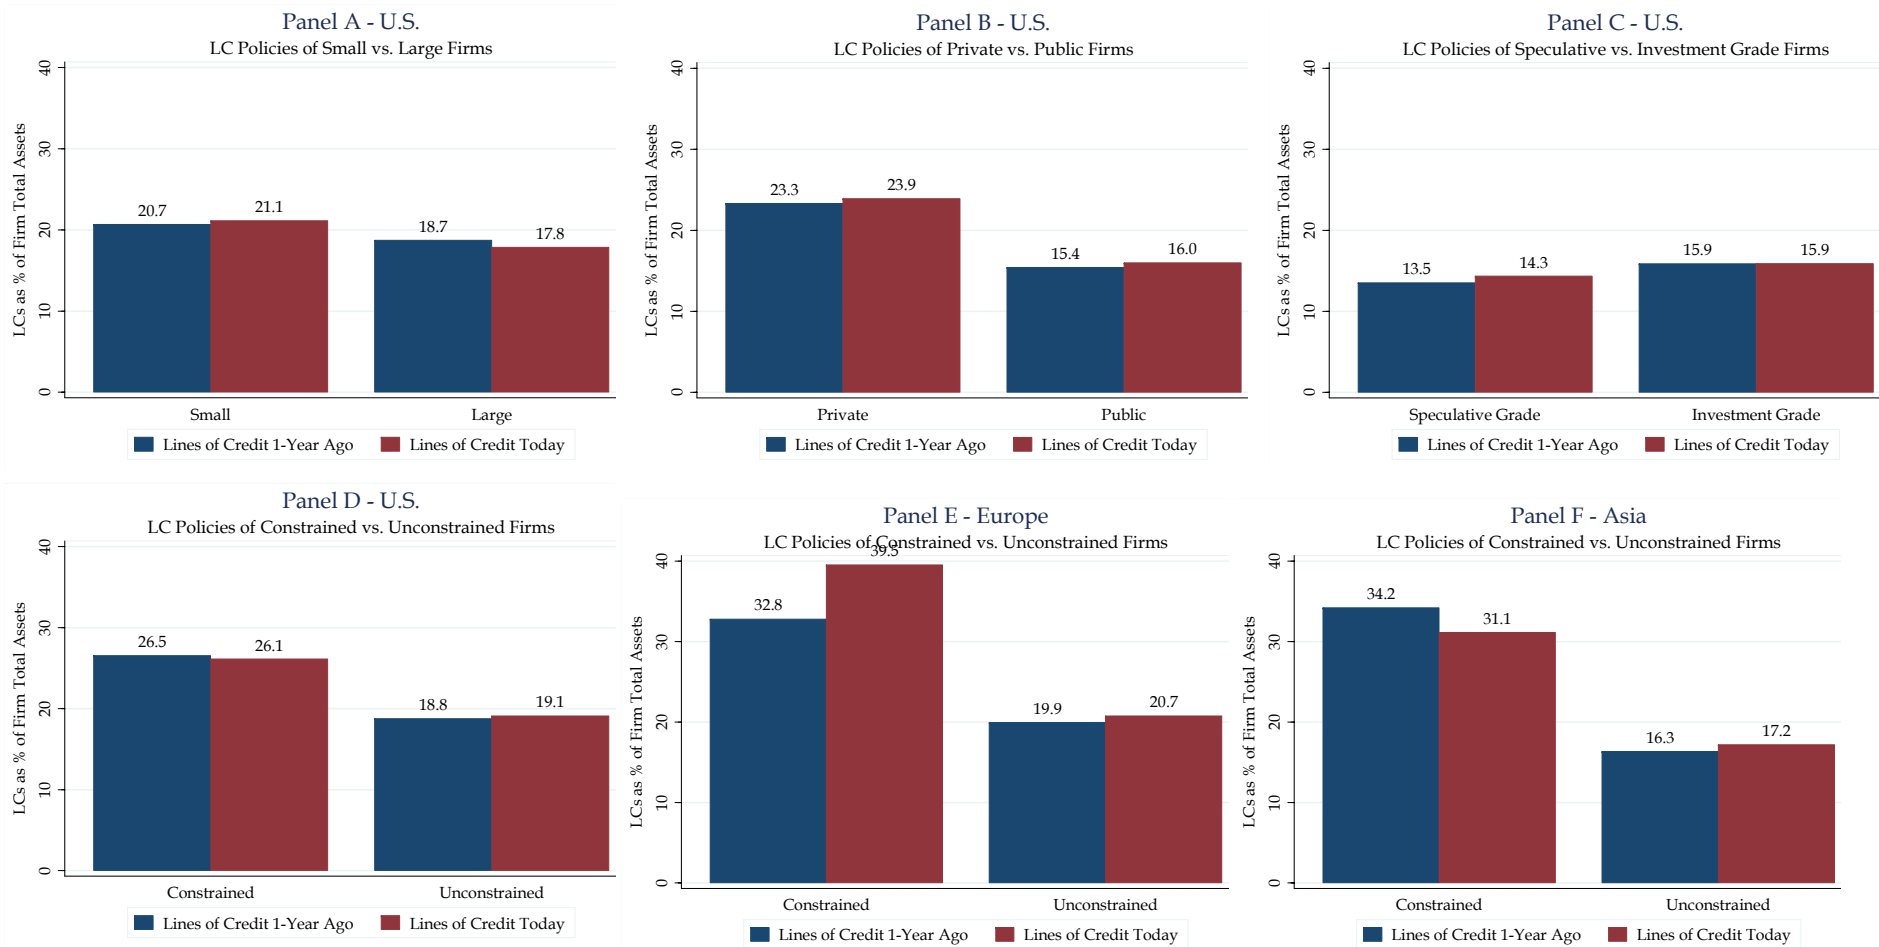 Panel A - U.S.
LC Policies of Small vs. Large Firms
LCs as % of Firm Total Assets
40
30
20
10
0
20.7
21.1
18.7
17.8
Small
Large
Lines of Credit 1-Year Ago
Lines of Credit Today
Panel B - U.S.
LC Policies of Private vs. Public Firms
LCs as % of Firm Total Assets
40
30
20
10
0
23.3
23.9
15.4
16.0
Private
Public
Lines of Credit 1-Year Ago
Lines of Credit Today
Panel C - U.S.
LC Policies of Speculative vs. Investment Grade Firms
LCs as % of Firm Total Assets
40
30
20
10
0
13.5
14.3
15.9
15.9
Speculative Grade
Investment Grade
Lines of Credit 1-Year Ago
Lines of Credit Today
Panel D - U.S.
LC Policies of Constrained vs. Unconstrained Firms
LCs as % of Firm Total Assets
40
30
20
10
0
26.5
26.1
18.8
19.1
Constrained
Unconstrained
Lines of Credit 1-Year Ago
Lines of Credit Today
Panel E - Europe
LC Policies of Constrained vs. Unconstrained Firms
LCs as % of Firm Total Assets
40
30
20
10
0
32.8
39.5
19.9
20.7
Constrained
Unconstrained
Lines of Credit 1-Year Ago
Lines of Credit Today
Panel F - Asia
LC Policies of Constrained vs. Unconstrained Firms
LCs as % of Firm Total Assets
40
30
20
10
0
34.2
31.1
16.3
17.2
Constrained
Unconstrained
Lines of Credit 1-Year Ago
Lines of Credit Today